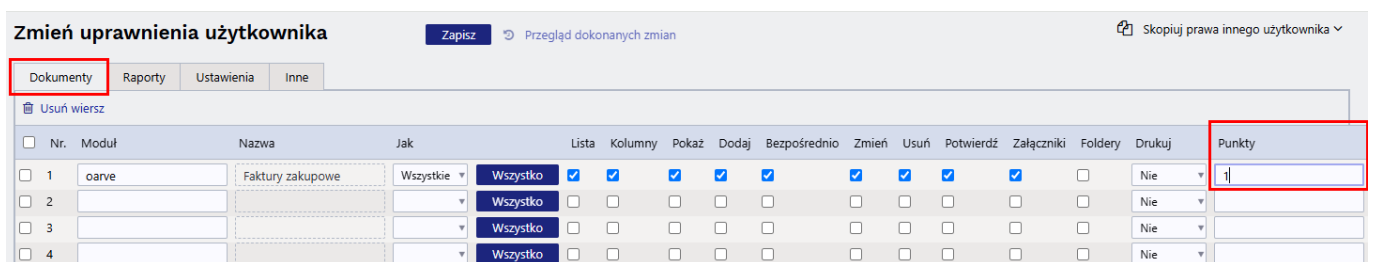 Zmień uprawnienia użytkownika Zapisz Przegląd dokonanych zmian Skopiuj prawa innego użytkownika
Dokumenty Raporty Ustawienia Inne
Usuń wiersz
Nr. Moduł Nazwa Jak Lista Kolumny Pokaż Dodaj Bezpośrednio Zmień Usuń Potwierdź Załączniki Foldery Drukuj Punkty
1 oarve Faktury zakupowe Wszystkie Wszystko Nie 1
2 Wszystko Nie
3 Wszystko Nie
4 Wszystko Nie